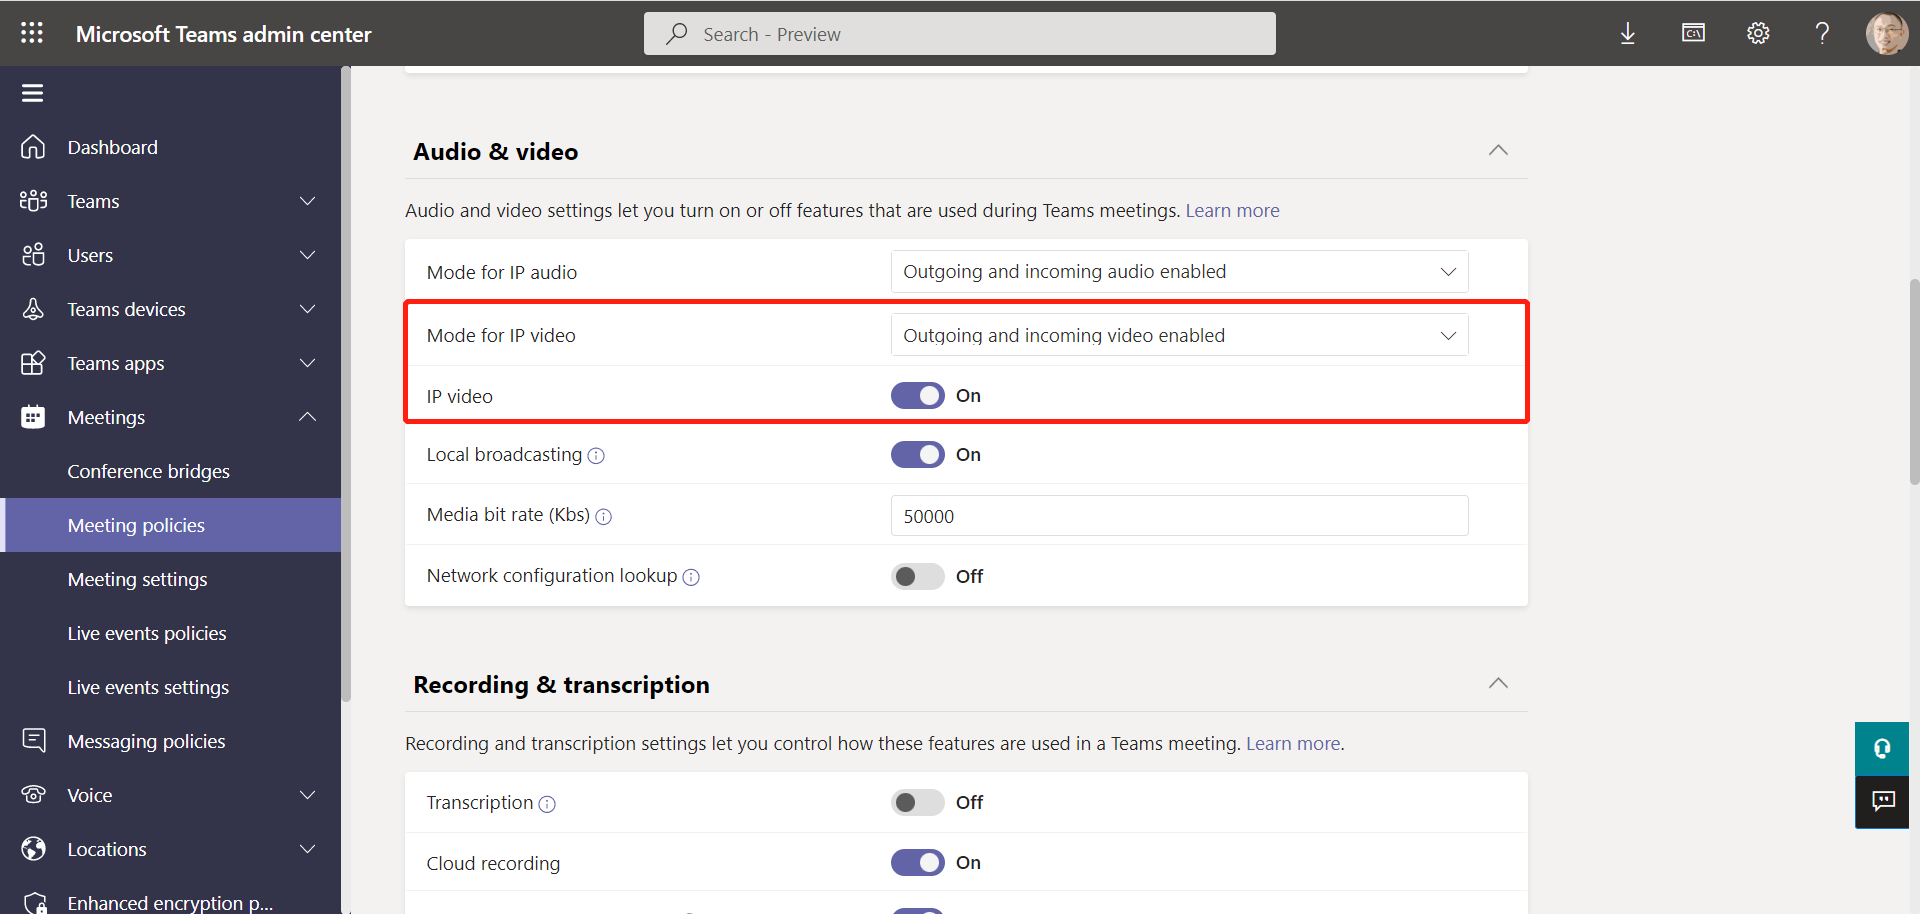 Microsoft Teams admin center
Search - Preview
C:\
?
Dashboard
Teams
Users
Teams devices
Teams apps
Meetings
Conference bridges
Meeting policies
Meeting settings
Live events policies
Live events settings
Messaging policies
Voice
Locations
Enhanced encryption p...
Audio & video
Audio and video settings let you turn on or off features that are used during Teams meetings. Learn more
Mode for IP audio
Outgoing and incoming audio enabled
Mode for IP video
Outgoing and incoming video enabled
IP video
On
Local broadcasting
On
Media bit rate (Kbs)
50000
Network configuration lookup
Off
Recording & transcription
Recording and transcription settings let you control how these features are used in a Teams meeting. Learn more.
Transcription
Off
Cloud recording
On